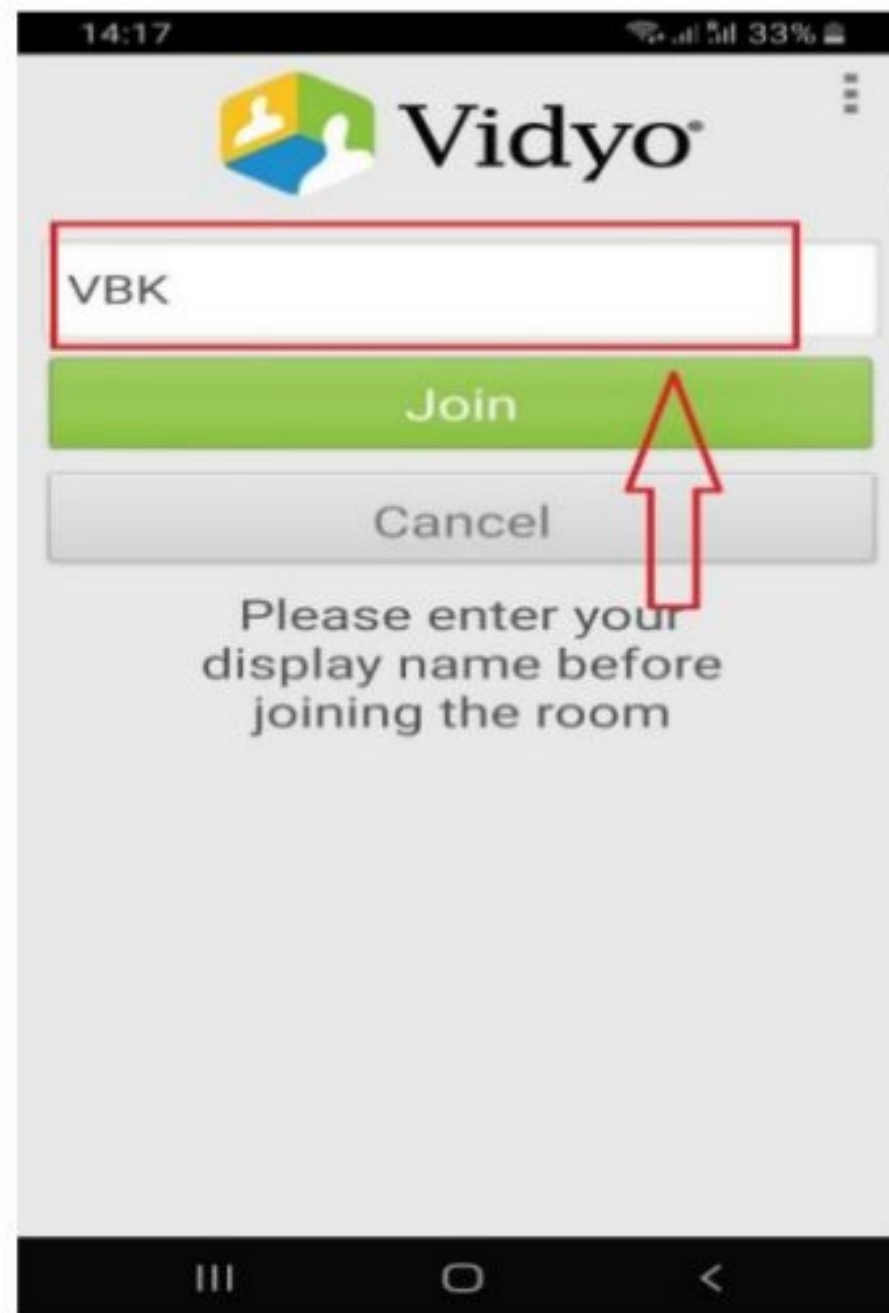 14:17
33%
Vidyo
VBK
Join
Cancel
Please enter your
display name before
joining the room